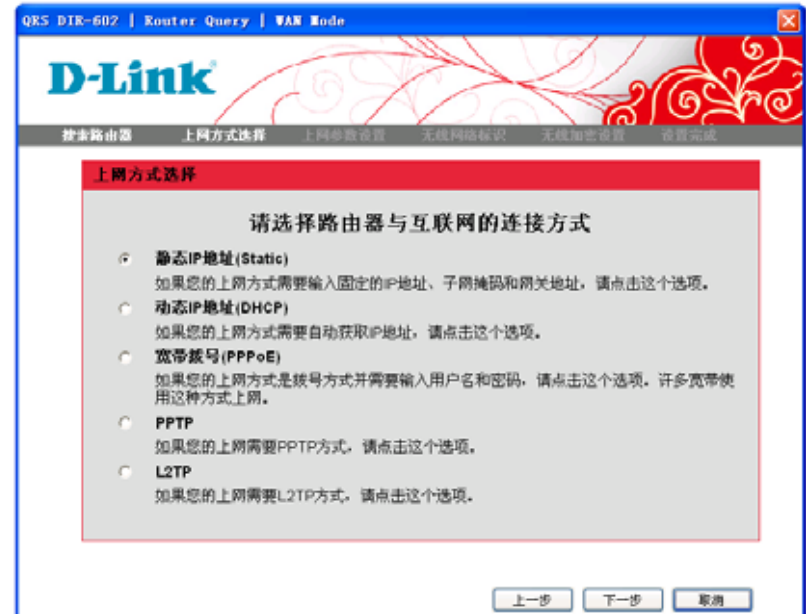 QRS DIR-602 | Router Query | WAN Mode
D-Link
搜索路由器 上网方式选择 上网参数设置 无线网络标识 无线加密设置 设置完成
上网方式选择
请选择路由器与互联网的连接方式
静态IP地址(Static)
如果您的上网方式需要输入固定的IP地址、子网掩码和网关地址，请点击这个选项。
动态IP地址(DHCP)
如果您的上网方式需要自动获取IP地址，请点击这个选项。
宽带拨号(PPPoE)
如果您的上网方式是拨号方式并需要输入用户名和密码，请点击这个选项。许多宽带使
用这种方式上网。
PPTP
如果您的上网需要PPTP方式，请点击这个选项。
L2TP
如果您的上网需要L2TP方式，请点击这个选项。
上一步 下一步 取消